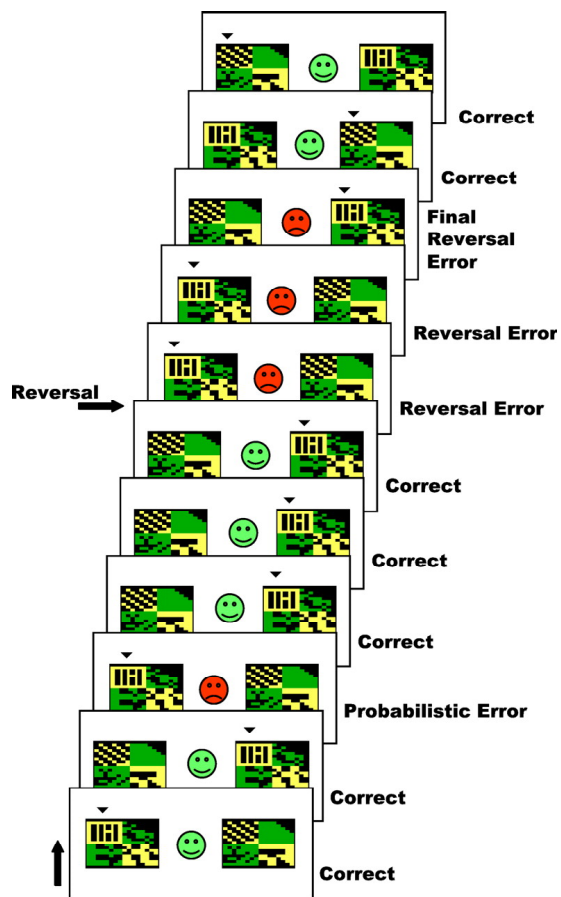 Correct
Correct
Final
Reversal
Error
Reversal Error
Reversal
Reversal Error
Correct
Correct
Correct
Probabilistic Error
Correct
Correct